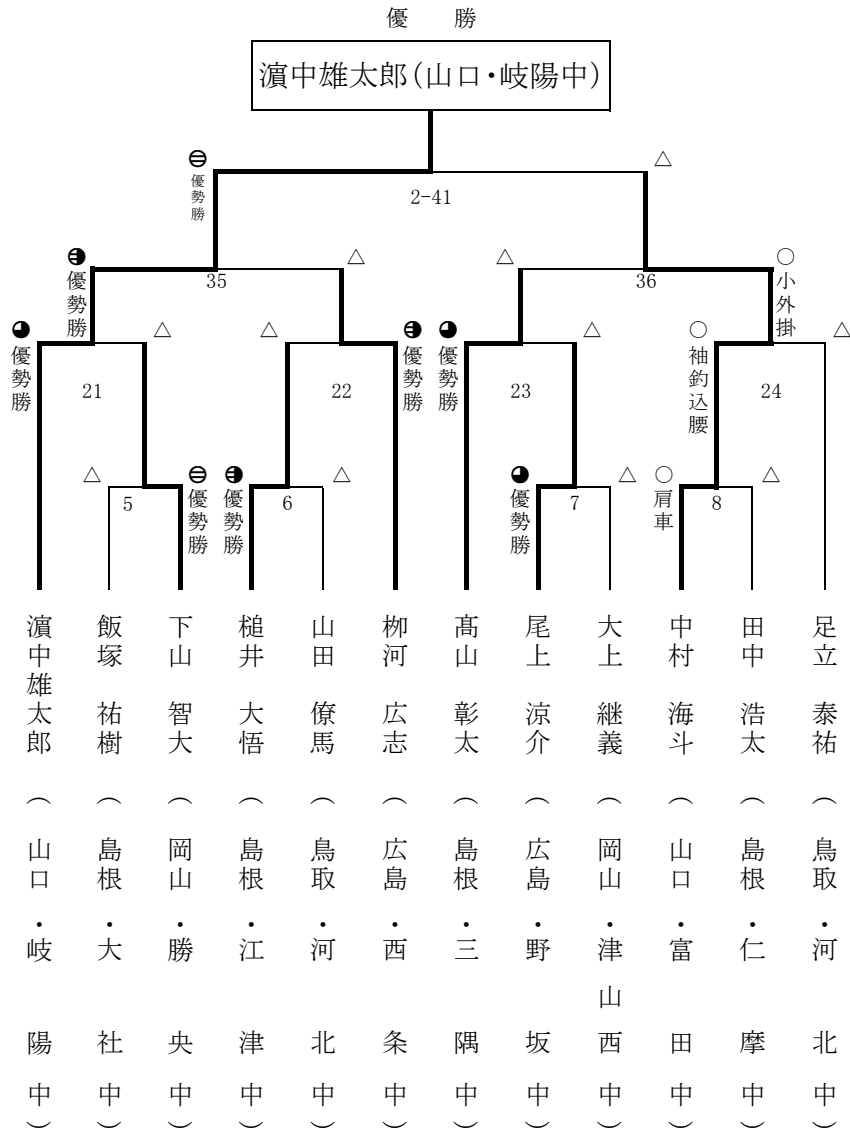 優　勝
濵中雄太郎（山口・岐陽中）
⊖
優勢勝
△
2-41
優勢勝
△
35
△
36
○
小外掛
優勢勝
△
21
△
22
優勢勝
優勢勝
△
23
○
袖釣込腰
24
△
△
5
⊖
優勢勝
優勢勝
6
△
優勢勝
7
△
○
肩車
8
△
濵中雄太郎（山口・岐陽中）
飯塚　祐樹（島根・大社中）
下山　智大（岡山・勝央中）
槌井　大悟（島根・江津中）
山田　僚馬（鳥取・河北中）
栁河　広志（広島・西条中）
髙山　彰太（島根・三隅中）
尾上　涼介（広島・野坂中）
大上　継義（岡山・津山西中）
中村　海斗（山口・富田中）
田中　浩太（島根・仁摩中）
足立　泰祐（鳥取・河北中）